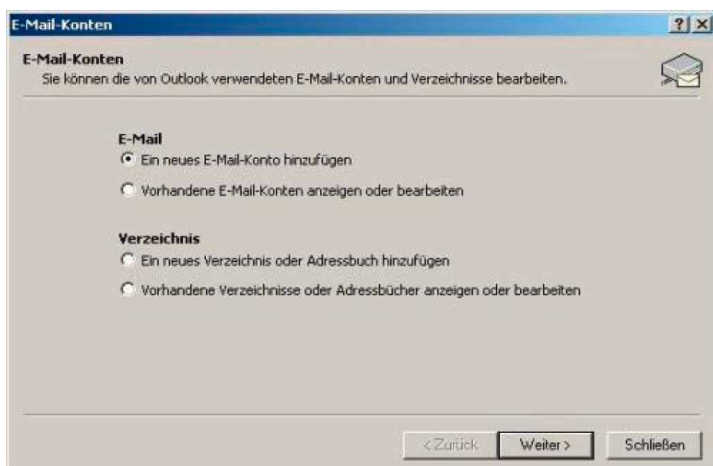 E-Mail-Konten
E-Mail-Konten
Sie können die von Outlook verwendeten E-Mail-Konten und Verzeichnisse bearbeiten.
E-Mail
Ein neues E-Mail-Konto hinzufügen
Vorhandene E-Mail-Konten anzeigen oder bearbeiten
Verzeichnis
Ein neues Verzeichnis oder Adressbuch hinzufügen
Vorhandene Verzeichnisse oder Adressbücher anzeigen oder bearbeiten
< Zurück Weiter > Schließen